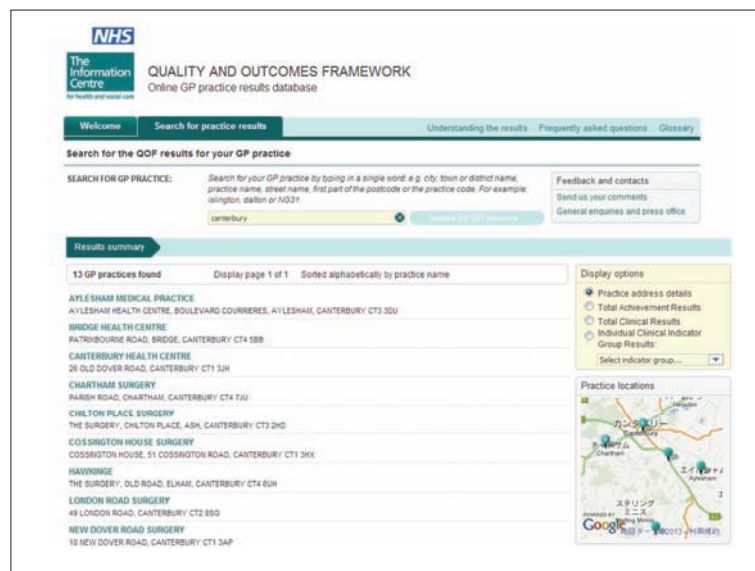 NHS
The
Information
Centre
for health and social care
QUALITY AND OUTCOMES FRAMEWORK
Online GP practice results database
Welcome
Search for practice results
Understanding the results
Frequently asked questions
Glossary
Search for the QOF results for your GP practice
SEARCH FOR GP PRACTICE:
Search for your GP practice by typing in a single word: e.g. city, town or district name,
practice name, street name, first part of the postcode or the practice code. For example:
islington, dalton or NG31.
canterbury
Search for GP practice
Feedback and contacts
Send us your comments
General enquiries and press office
Results summary
13 GP practices found
Display page 1 of 1
Sorted alphabetically by practice name
AYLESHAM MEDICAL PRACTICE
AYLESHAM HEALTH CENTRE, BOULEVARD COURRIERES, AYLESHAM, CANTERBURY CT3 3DU
BRIDGE HEALTH CENTRE
PATRIXBOURNE ROAD, BRIDGE, CANTERBURY CT4 5BB
CANTERBURY HEALTH CENTRE
26 OLD DOVER ROAD, CANTERBURY CT1 3JH
CHARTHAM SURGERY
PARISH ROAD, CHARTHAM, CANTERBURY CT4 7JU
CHILTON PLACE SURGERY
THE SURGERY, CHILTON PLACE, ASH, CANTERBURY CT3 2HD
COSSINGTON HOUSE SURGERY
COSSINGTON HOUSE, 51 COSSINGTON ROAD, CANTERBURY CT1 3HX
HAWKINGE
THE SURGERY, OLD ROAD, ELHAM, CANTERBURY CT4 6UH
LONDON ROAD SURGERY
49 LONDON ROAD, CANTERBURY CT2 8SG
NEW DOVER ROAD SURGERY
10 NEW DOVER ROAD, CANTERBURY CT1 3AP
Display options
Practice address details
Total Achievement Results
Total Clinical Results
Individual Clinical Indicator
Group Results:
Select indicator group...
Practice locations
Canterbury
Chartham
Aylesham
ステリング
ミニス
POWERED BY
Google